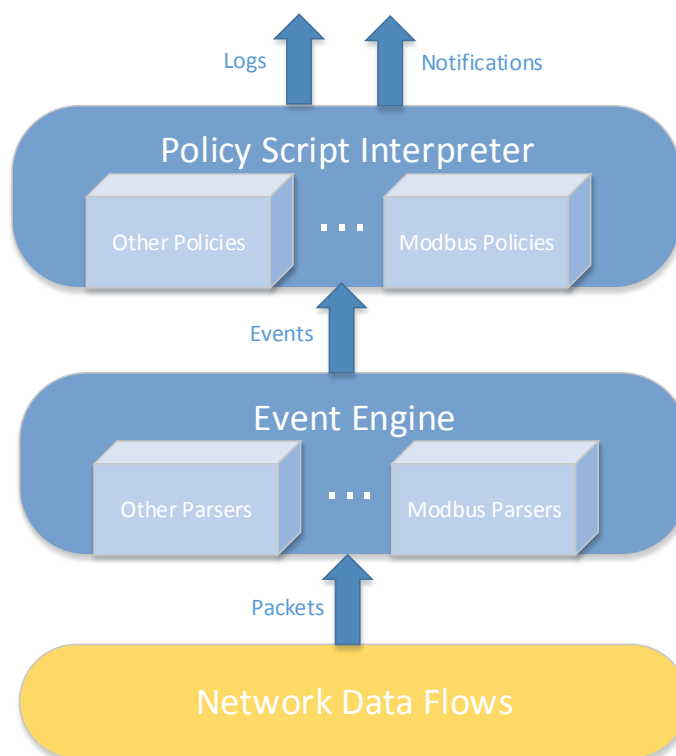 Logs
Notifications
Policy Script Interpreter
Other Policies
...
Modbus Policies
Events
Event Engine
Other Parsers
...
Modbus Parsers
Packets
Network Data Flows